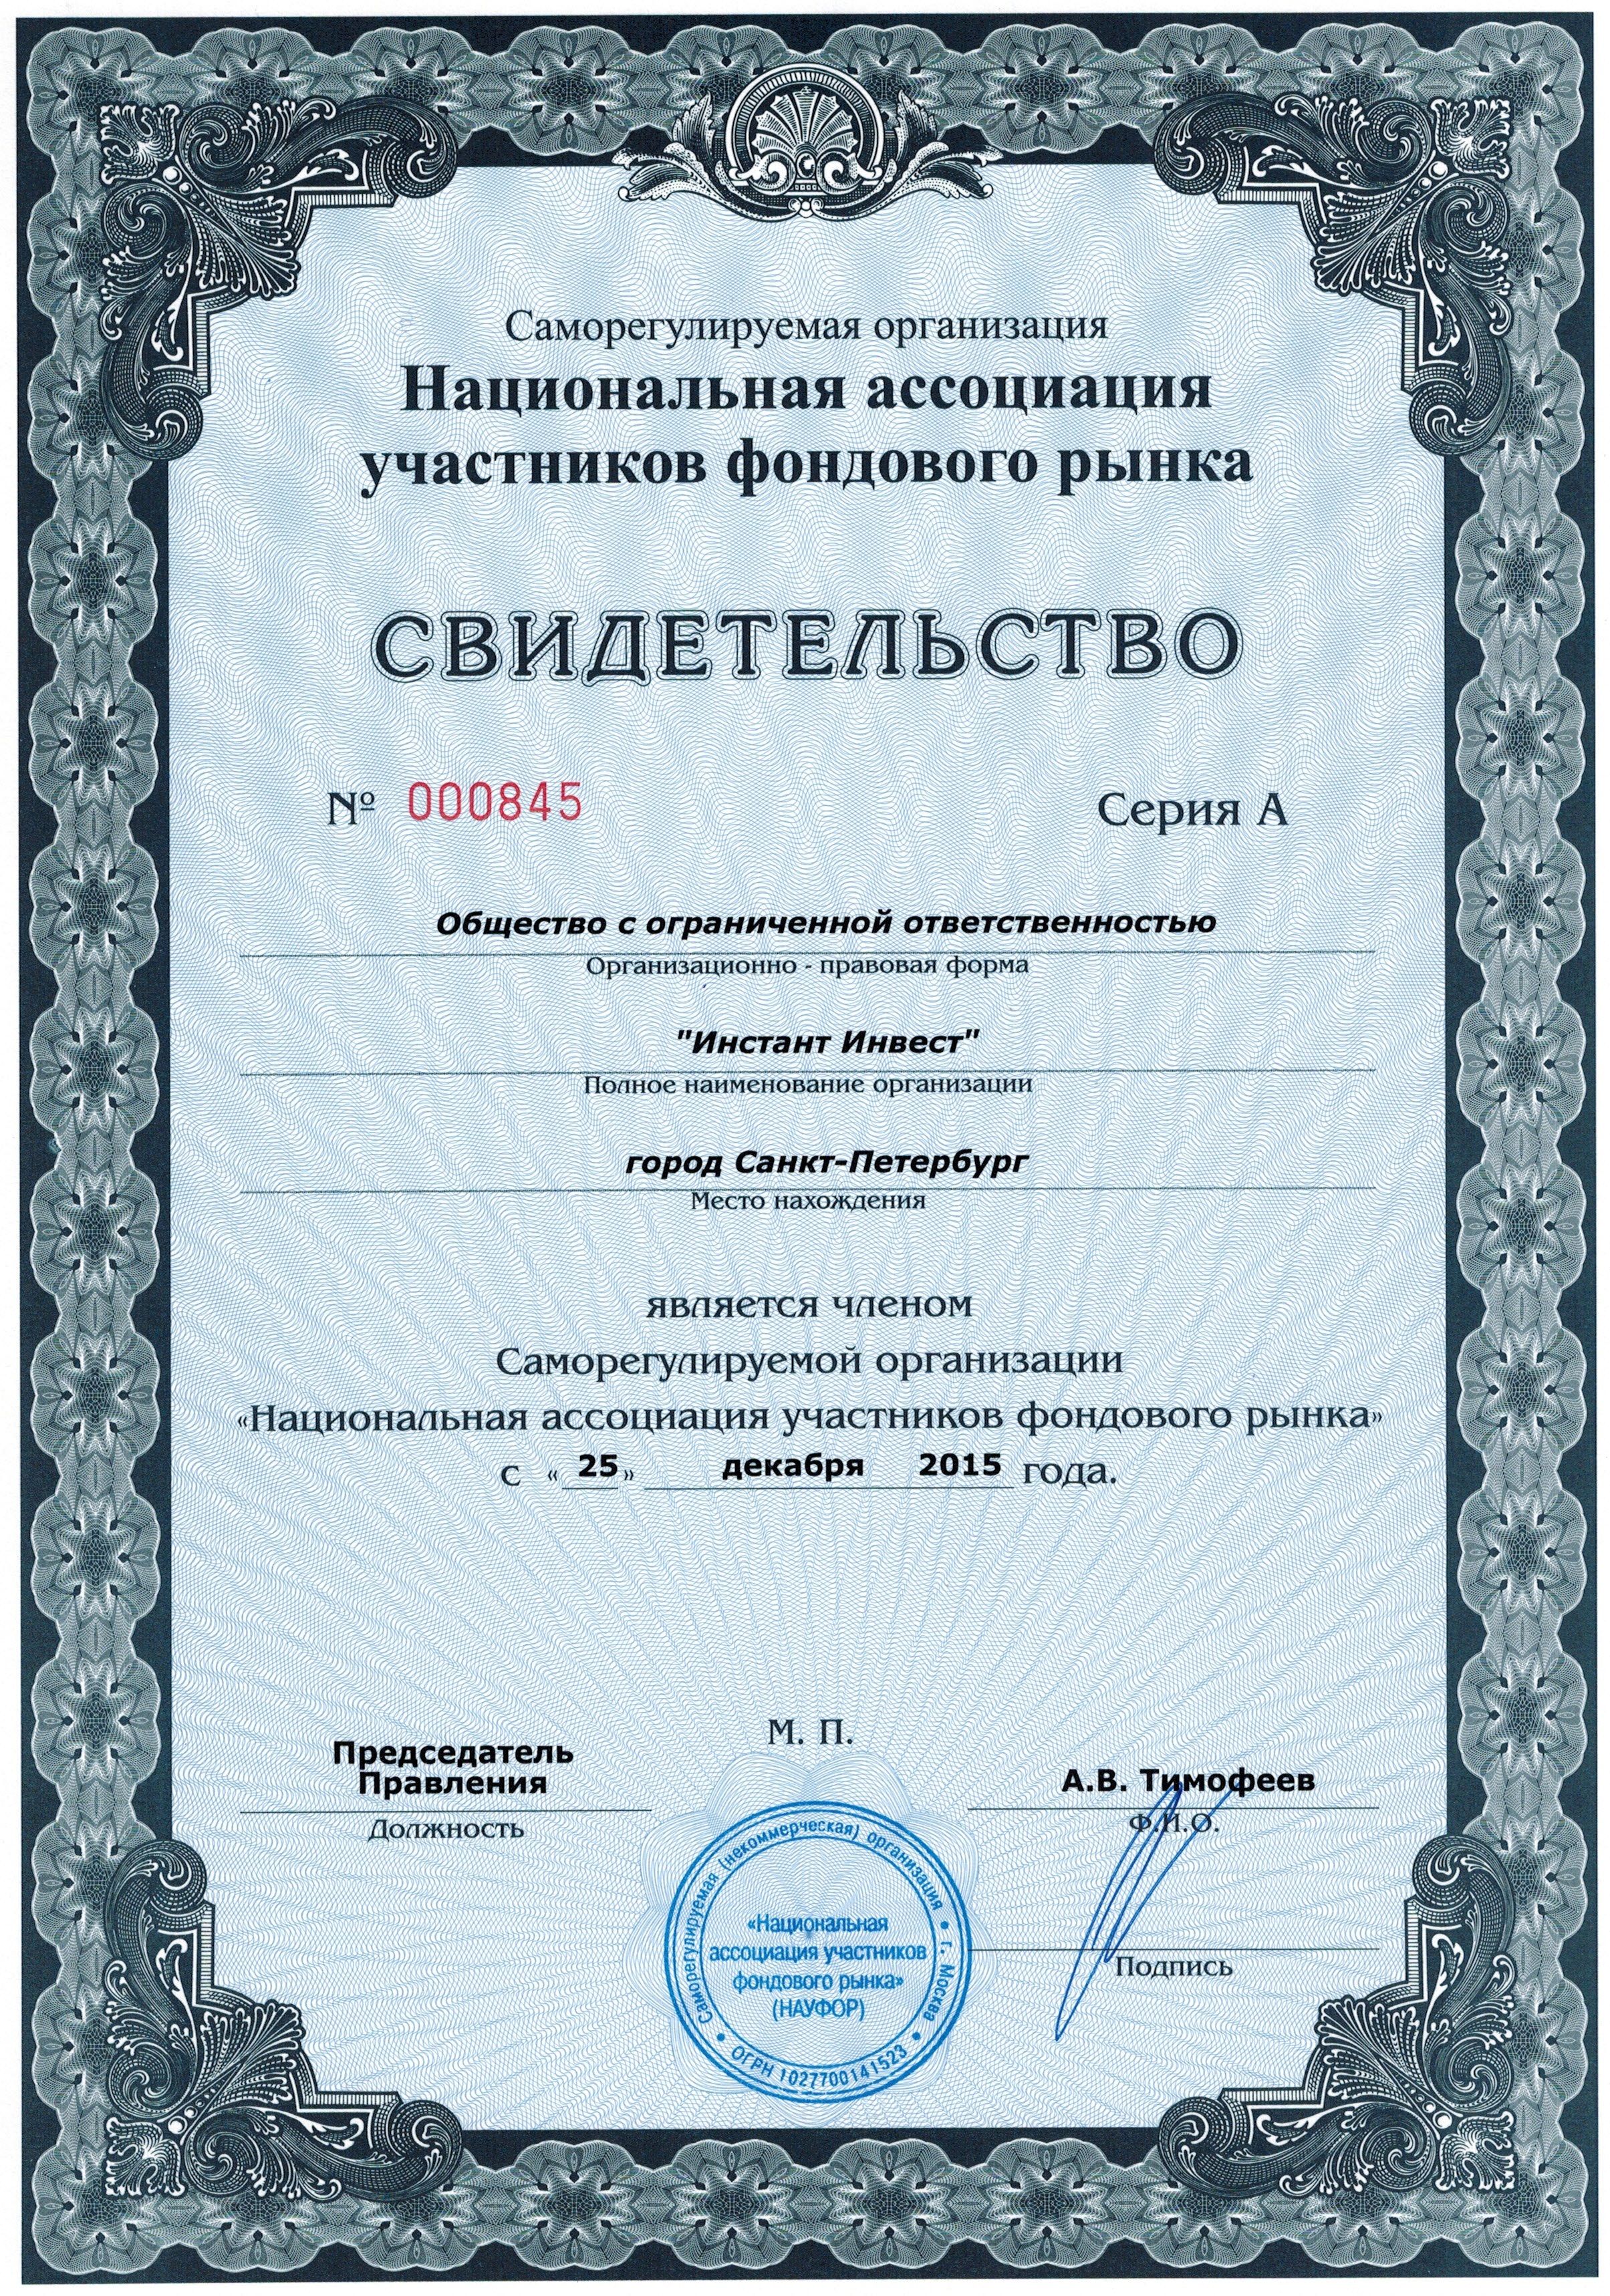 Саморегулируемая организация
Национальная ассоциация
участников фондового рынка
СВИДЕТЕЛЬСТВО
№ 000845 Серия А
Общество с ограниченной ответственностью
Организационно - правовая форма
"Инстант Инвест"
Полное наименование организации
город Санкт-Петербург
Место нахождения
является членом
Саморегулируемой организации
«Национальная ассоциация участников фондового рынка»
с « 25 » декабря 2015 года.
М. П.
Председатель
Правления
Должность
А.В. Тимофеев
Ф.И.О.
Подпись
Саморегулируемая (некоммерческая) организация • г. Москва •
ОГРН 1027700141523 •
«Национальная
ассоциация участников
фондового рынка»
(НАУФОР)